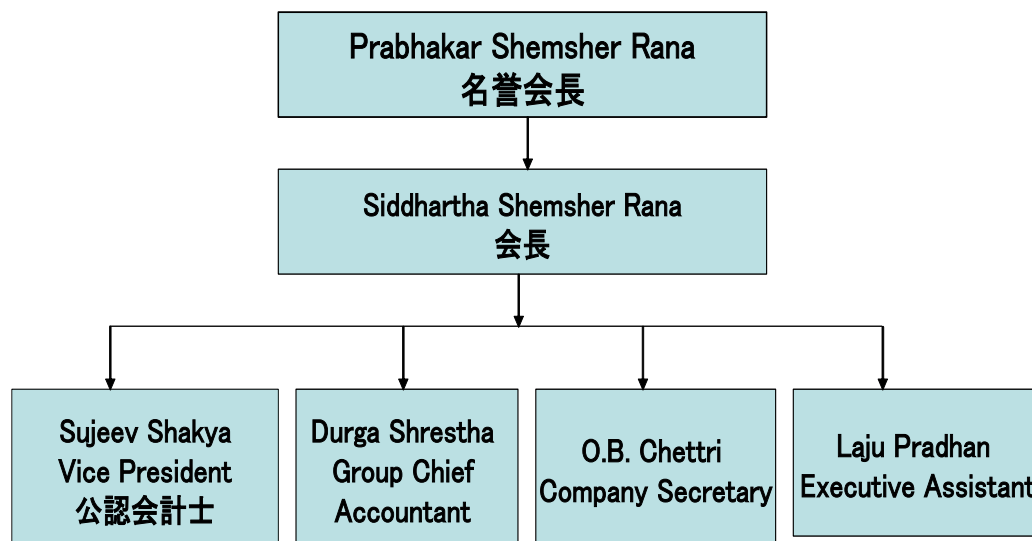 Prabhakar Shemsher Rana
名誉会長
Siddhartha Shemsher Rana
会長
Sujeev Shakya
Vice President
公認会計士
Durga Shrestha
Group Chief
Accountant
O.B. Chettri
Company Secretary
Laju Pradhan
Executive Assistant